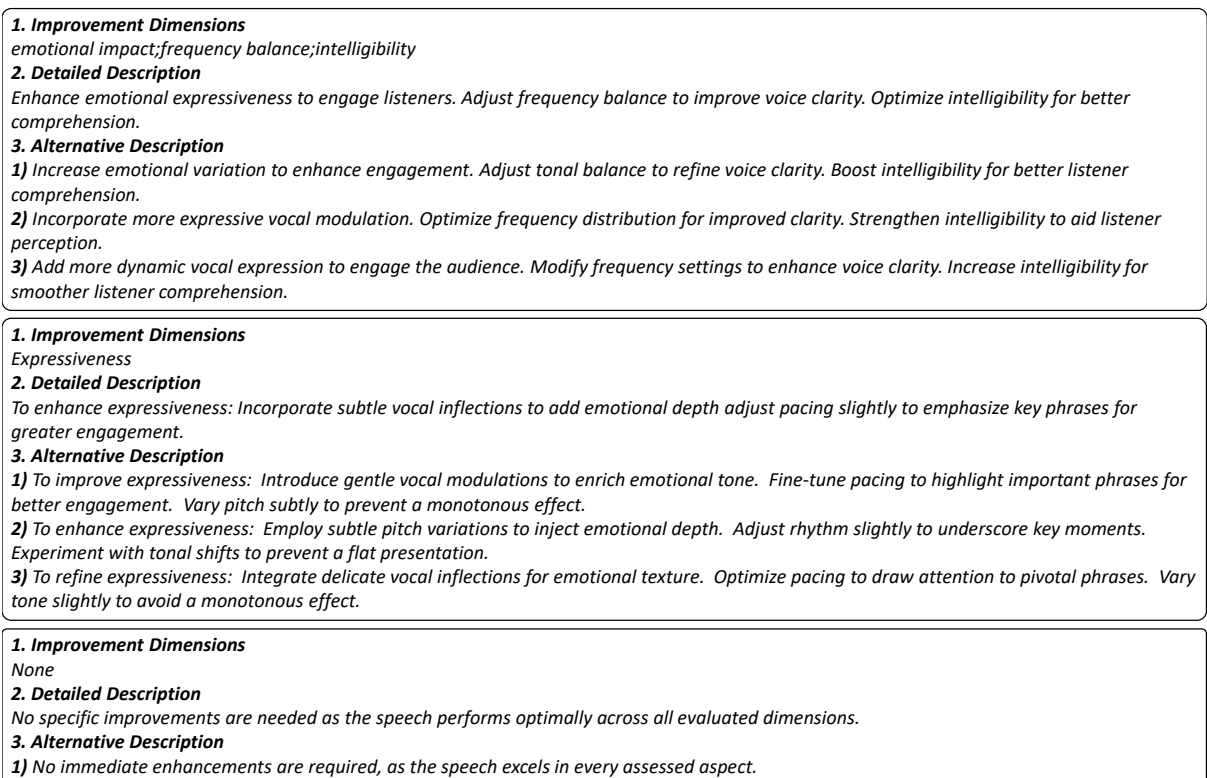 1. Improvement Dimensions
emotional impact;frequency balance;intelligibility
2. Detailed Description
Enhance emotional expressiveness to engage listeners. Adjust frequency balance to improve voice clarity. Optimize intelligibility for better
comprehension.
3. Alternative Description
1) Increase emotional variation to enhance engagement. Adjust tonal balance to refine voice clarity. Boost intelligibility for better listener
comprehension.
2) Incorporate more expressive vocal modulation. Optimize frequency distribution for improved clarity. Strengthen intelligibility to aid listener
perception.
3) Add more dynamic vocal expression to engage the audience. Modify frequency settings to enhance voice clarity. Increase intelligibility for
smoother listener comprehension.
1. Improvement Dimensions
Expressiveness
2. Detailed Description
To enhance expressiveness: Incorporate subtle vocal inflections to add emotional depth adjust pacing slightly to emphasize key phrases for
greater engagement.
3. Alternative Description
1) To improve expressiveness: Introduce gentle vocal modulations to enrich emotional tone. Fine-tune pacing to highlight important phrases for
better engagement. Vary pitch subtly to prevent a monotonous effect.
2) To enhance expressiveness: Employ subtle pitch variations to inject emotional depth. Adjust rhythm slightly to underscore key moments.
Experiment with tonal shifts to prevent a flat presentation.
3) To refine expressiveness: Integrate delicate vocal inflections for emotional texture. Optimize pacing to draw attention to pivotal phrases. Vary
tone slightly to avoid a monotonous effect.
1. Improvement Dimensions
None
2. Detailed Description
No specific improvements are needed as the speech performs optimally across all evaluated dimensions.
3. Alternative Description
1) No immediate enhancements are required, as the speech excels in every assessed aspect.